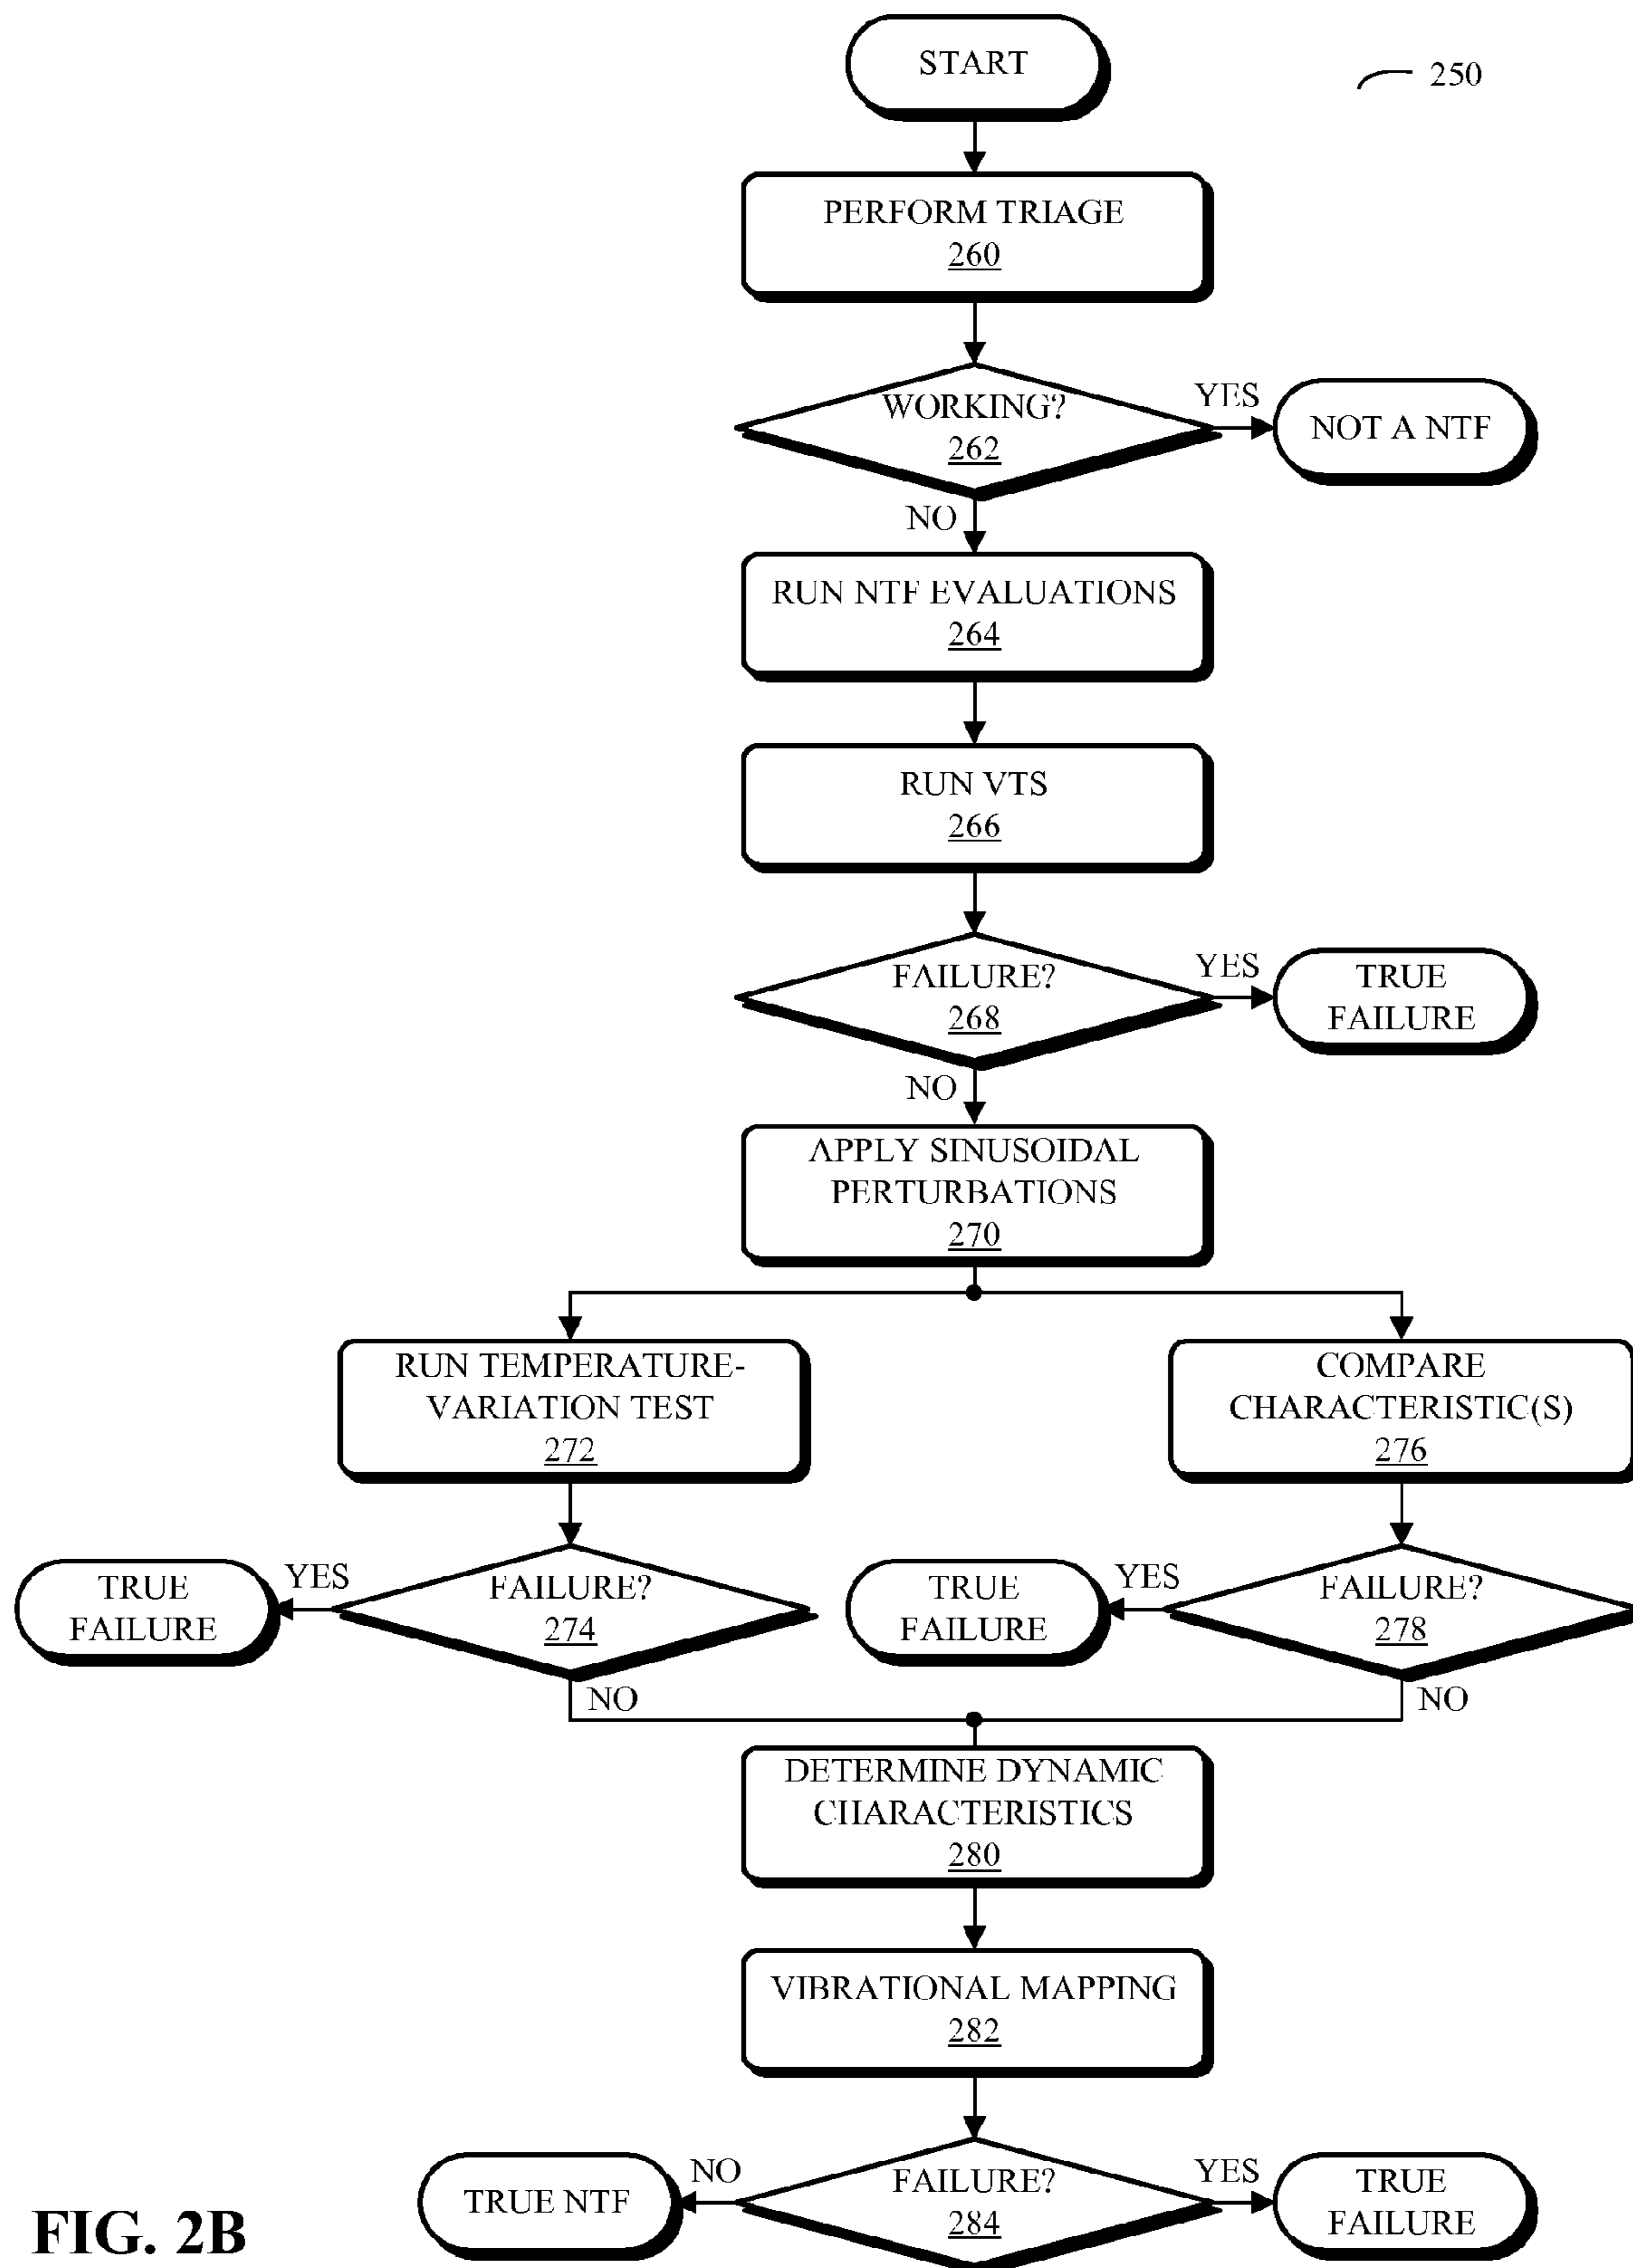 START
250
PERFORM TRIAGE
260
WORKING?
262
YES
NOT A NTF
NO
RUN NTF EVALUATIONS
264
RUN VTS
266
FAILURE?
268
YES
TRUE
FAILURE
NO
APPLY SINUSOIDAL
PERTURBATIONS
270
RUN TEMPERATURE-
VARIATION TEST
272
COMPARE
CHARACTERISTIC(S)
276
TRUE
FAILURE
YES
FAILURE?
274
NO
TRUE
FAILURE
YES
FAILURE?
278
NO
DETERMINE DYNAMIC
CHARACTERISTICS
280
VIBRATIONAL MAPPING
282
TRUE NTF
NO
FAILURE?
284
YES
TRUE
FAILURE
FIG. 2B